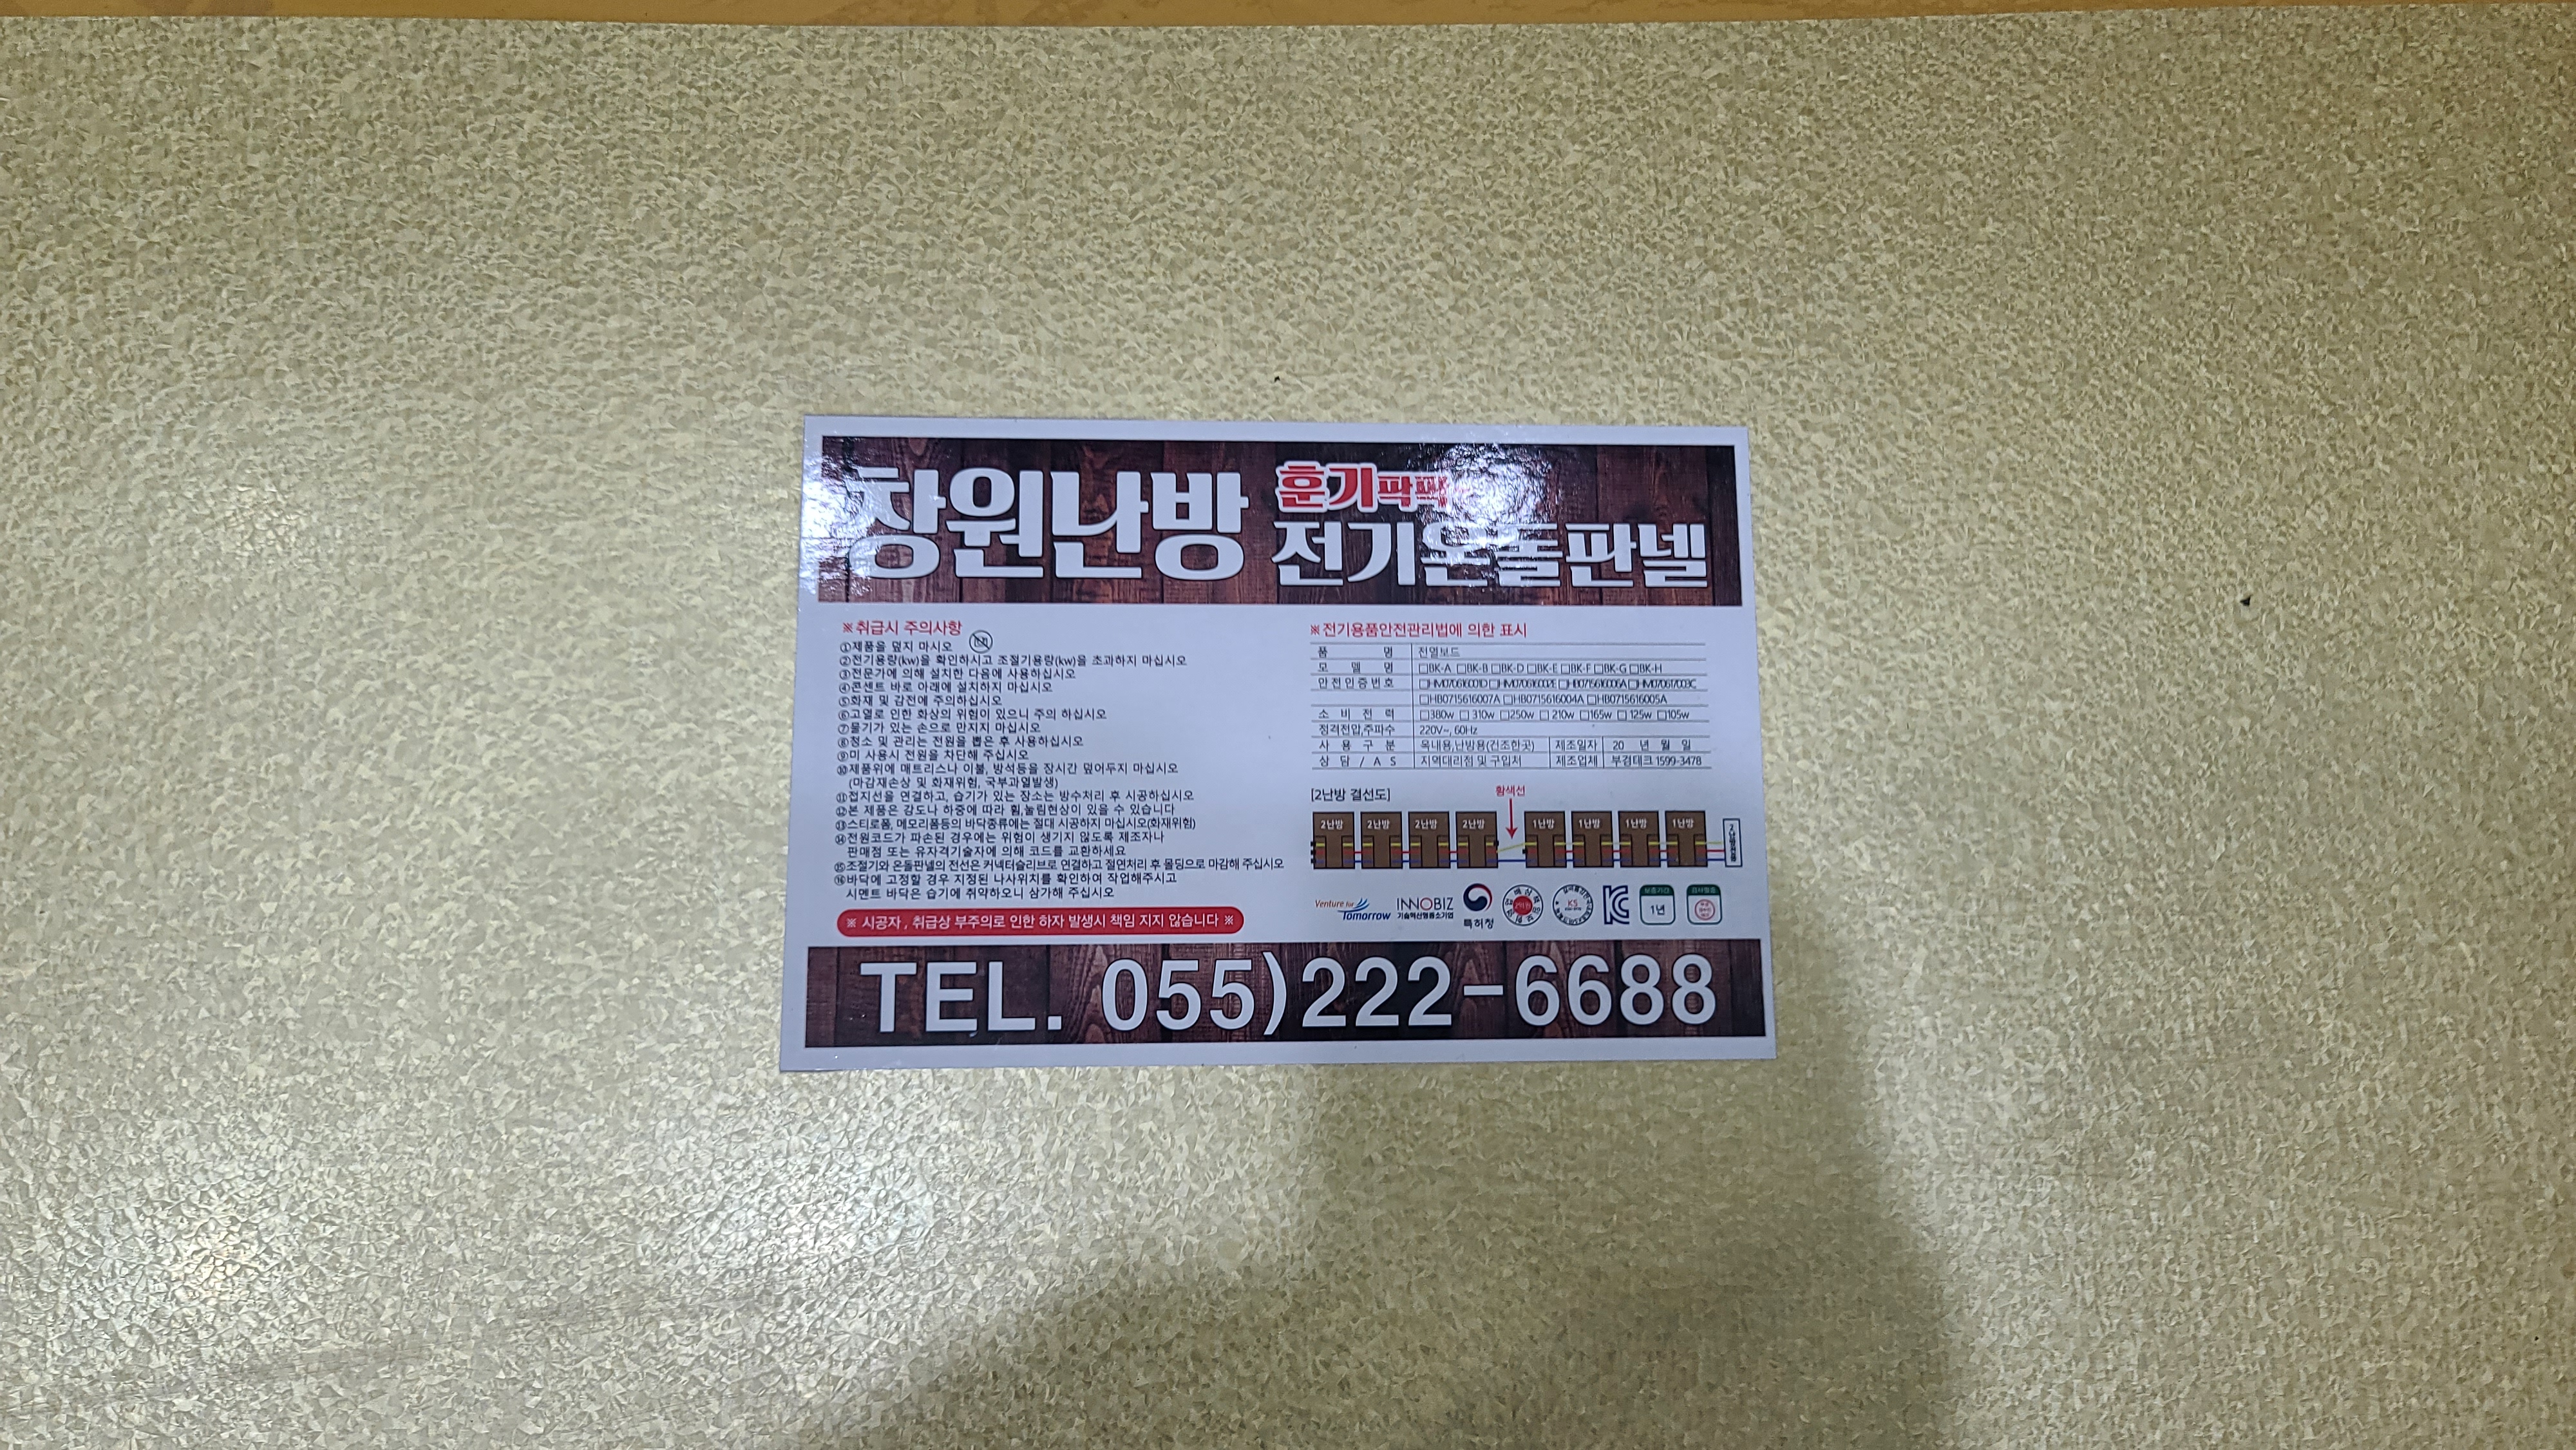 창원난방
훈기팍팍
전기온돌판넬
※취급시 주의사항
①제품을 덮지 마시오
②전기용량(kw)을 확인하시고 조절기용량(kw)을 초과하지 마십시오
③전문가에 의해 설치한 다음에 사용하십시오
④콘센트 바로 아래에 설치하지 마십시오
⑤화재 및 감전에 주의하십시오
⑥고열로 인한 화상의 위험이 있으니 주의 하십시오
⑦물기가 있는 손으로 만지지 마십시오
⑧청소 및 관리는 전원을 뽑은 후 사용하십시오
⑨미 사용시 전원을 차단해 주십시오
⑩제품위에 매트리스나 이불, 방석등을 장시간 덮어두지 마십시오
(마감재손상 및 화재위험, 국부과열발생)
⑪접지선을 연결하고, 습기가 있는 장소는 방수처리 후 시공하십시오
⑫본 제품은 강도나 하중에 따라 휨,눌림현상이 있을 수 있습니다
⑬스티로폼, 메모리폼등의 바닥종류에는 절대 시공하지 마십시오(화재위험)
⑭전원코드가 파손된 경우에는 위험이 생기지 않도록 제조자나
판매점 또는 유자격기술자에 의해 코드를 교환하세요
⑮조절기와 온돌판넬의 전선은 커넥터슬리브로 연결하고 절연처리 후 몰딩으로 마감해 주십시오
⑯바닥에 고정할 경우 지정된 나사위치를 확인하여 작업해주시고
시멘트 바닥은 습기에 취약하오니 삼가해 주십시오
※ 시공자 , 취급상 부주의로 인한 하자 발생시 책임 지지 않습니다 ※
※전기용품안전관리법에 의한 표시
품 명 전열보드
모 델 명 □BK-A □BK-B □BK-D □BK-E □BK-F □BK-G □BK-H
안전인증번호
□HB0715616007A □HB0715616004A □HB0715616005A
소 비 전 력 □380w □310w □250w □210w □165w □125w □105w
정격전압,주파수 220V~, 60Hz
사 용 구 분 옥내용,난방용(건조한곳) 제조일자 20 년 월 일
상 담 / A S 지역대리점 및 구입처 제조업체 부경테크 1599-3478
[2난방 결선도] 황색선
2난방 2난방 2난방 2난방 1난방 1난방 1난방 1난방
Venture for Tomorrow INNOBIZ 기술혁신형중소기업 특허청 KS KC 보증기간 1년
TEL. 055)222-6688